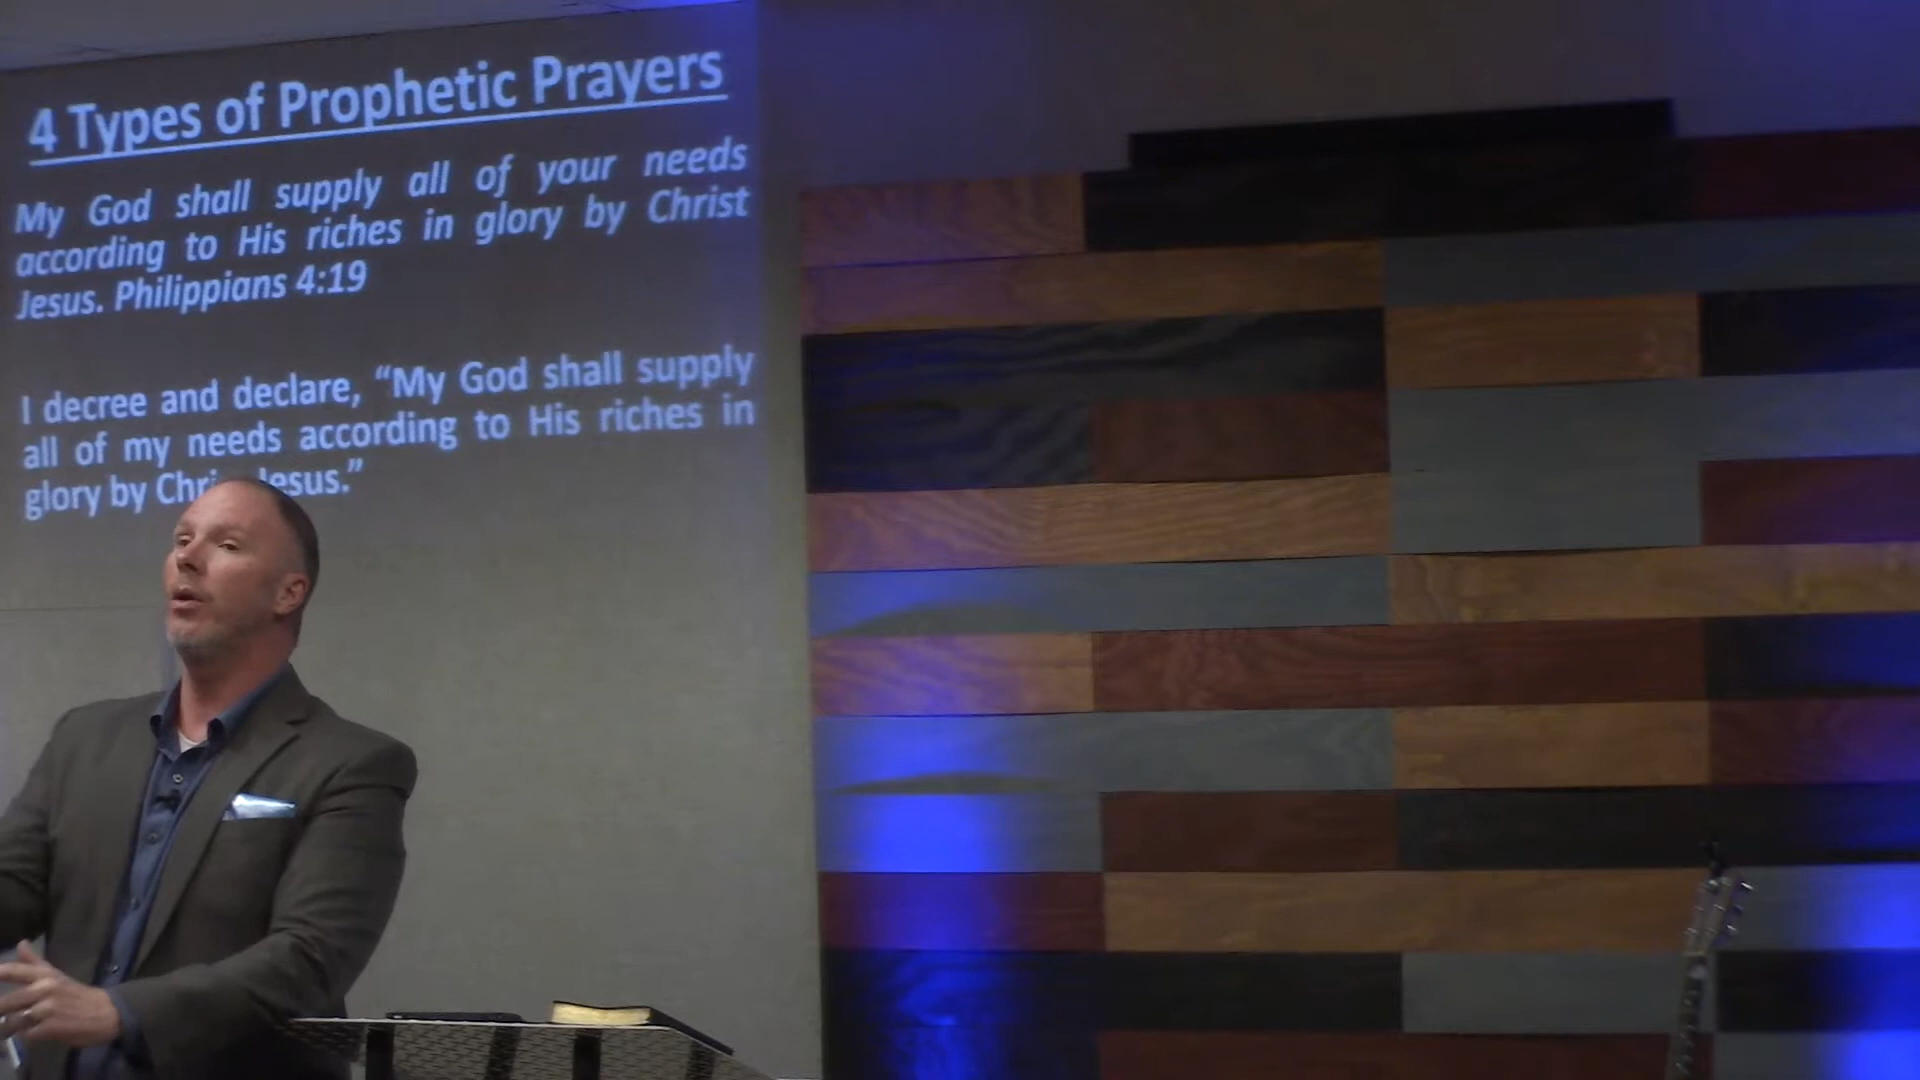 4 Types of Prophetic Prayers
My God shall supply all of your needs
according to His riches in glory by Christ
Jesus. Philippians 4:19
I decree and declare, “My God shall supply
all of my needs according to His riches in
glory by Jesus.”